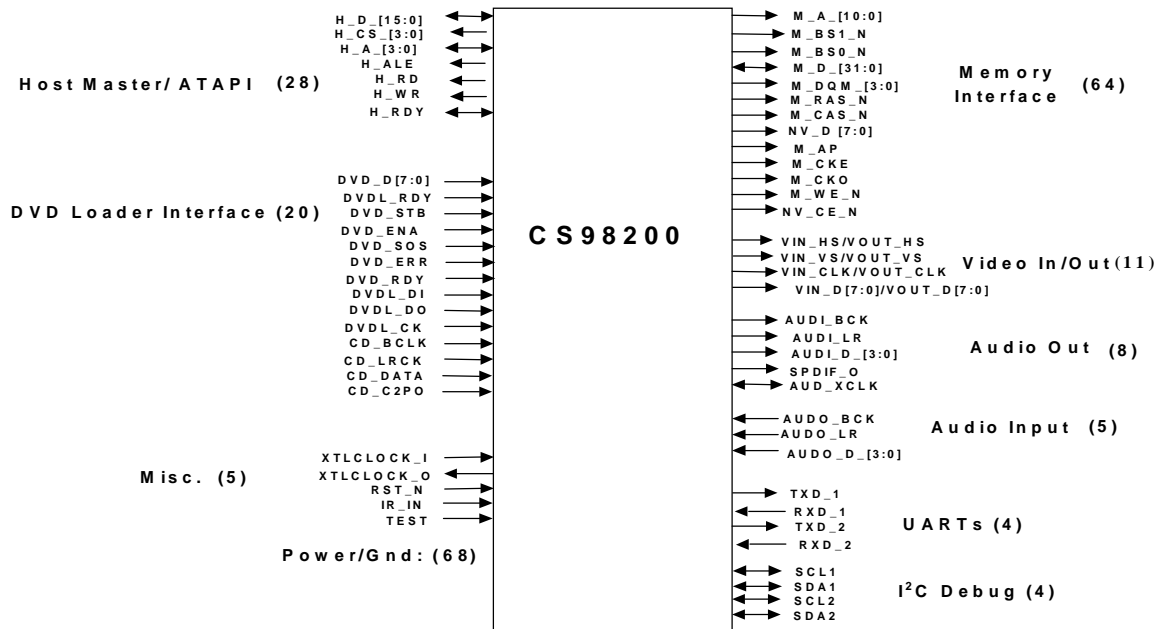 H_D_[15:0]
H_CS_[3:0]
H_A_[3:0]
H_ALE
H_RD
H_WR
H_RDY
Host Master/ ATAPI (28)
DVD_D[7:0]
DVDL_RDY
DVD_STB
DVD_ENA
DVD_SOS
DVD_ERR
DVD_RDY
DVDL_DI
DVDL_DO
DVDL_CK
CD_BCLK
CD_LRCK
CD_DATA
CD_C2PO
DVD Loader Interface (20)
XTLCLOCK_I
XTLCLOCK_O
RST_N
IR_IN
TEST
Misc. (5)
Power/Gnd: (68)
CS98200
M_A_[10:0]
M_BS1_N
M_BS0_N
M_D_[31:0]
M_DQM_[3:0]
M_RAS_N
M_CAS_N
NV_D [7:0]
M_AP
M_CKE
M_CKO
M_WE_N
NV_CE_N
Memory
Interface (64)
VIN_HS/VOUT_HS
VIN_VS/VOUT_VS
VIN_CLK/VOUT_CLK
VIN_D[7:0]/VOUT_D[7:0]
Video In/Out(11)
AUDI_BCK
AUDI_LR
AUDI_D_[3:0]
SPDIF_O
AUD_XCLK
Audio Out (8)
AUDO_BCK
AUDO_LR
AUDO_D_[3:0]
Audio Input (5)
TXD_1
RXD_1
TXD_2
RXD_2
UARTs (4)
SCL1
SDA1
SCL2
SDA2
I²C Debug (4)